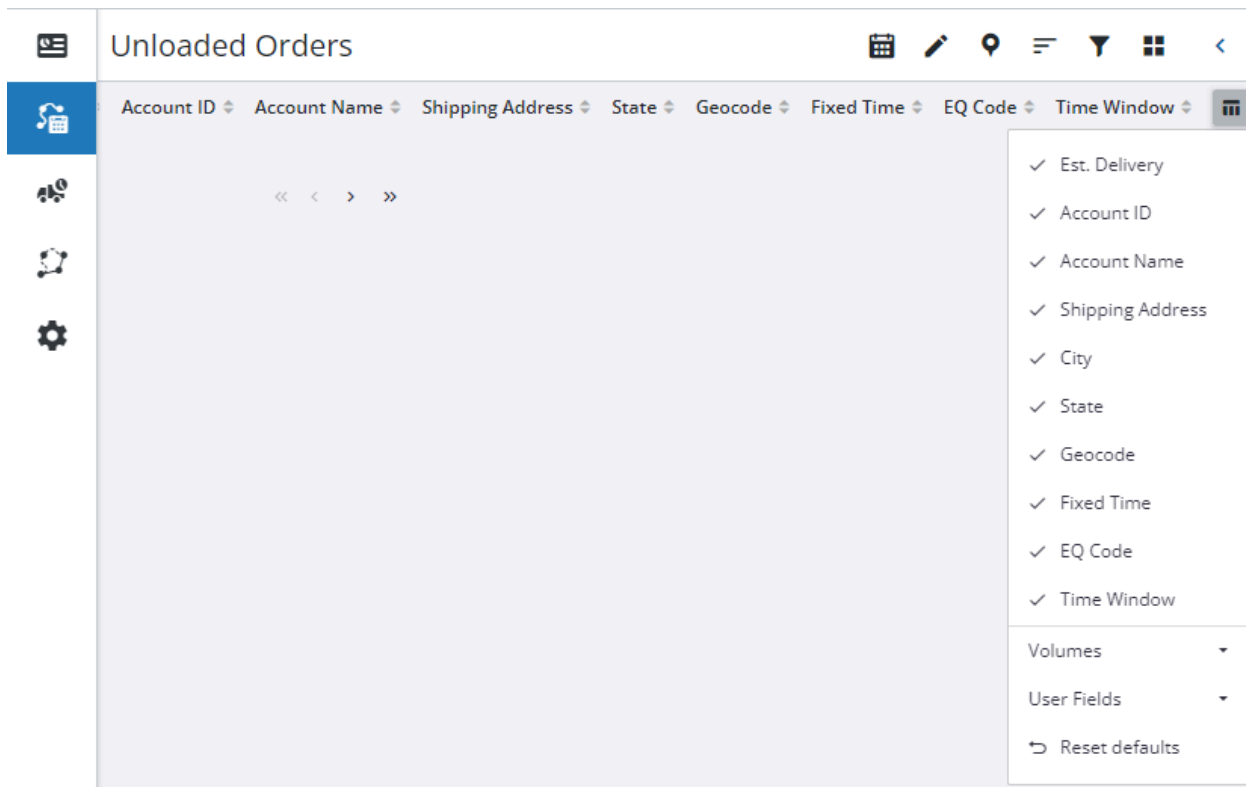 Unloaded Orders
Account ID Account Name Shipping Address State Geocode Fixed Time EQ Code Time Window
Est. Delivery
Account ID
Account Name
Shipping Address
City
State
Geocode
Fixed Time
EQ Code
Time Window
Volumes
User Fields
Reset defaults